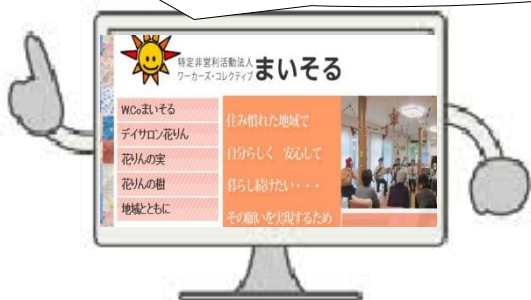 特定非営利活動法人
ワーカーズ・コレクティブ まいそる
WCoまいそる
デイサロン花りん
花りんの実
花りんの樹
地域とともに
住み慣れた地域で
自分らしく 安心して
暮らし続けたい・・・
その願いを実現するため